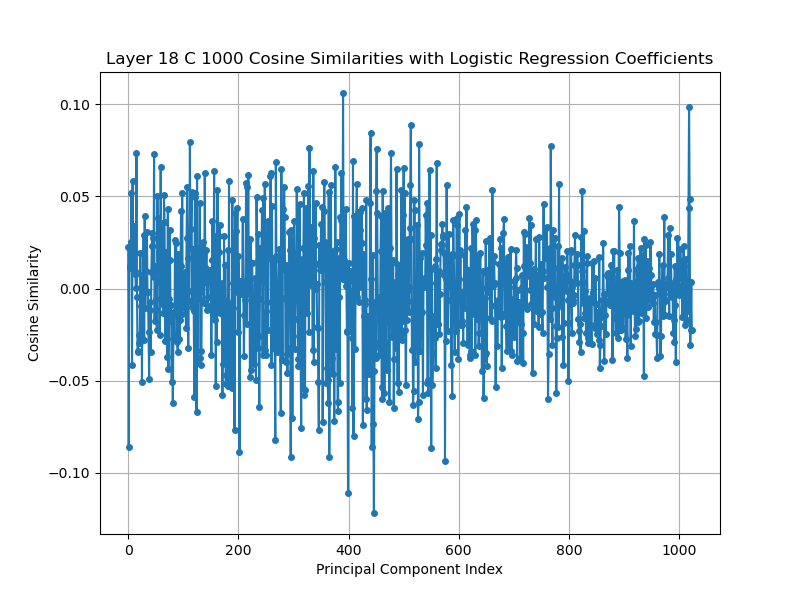 Layer 18 C 1000 Cosine Similarities with Logistic Regression Coefficients
0.10
0.05
0.00
−0.05
−0.10
Cosine Similarity
0 200 400 600 800 1000
Principal Component Index